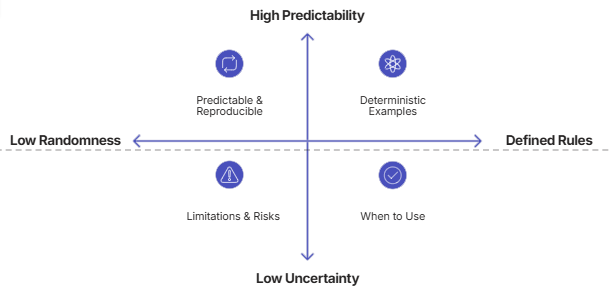 High Predictability
Predictable &
Reproducible
Deterministic
Examples
Low Randomness
Defined Rules
Limitations & Risks
When to Use
Low Uncertainty